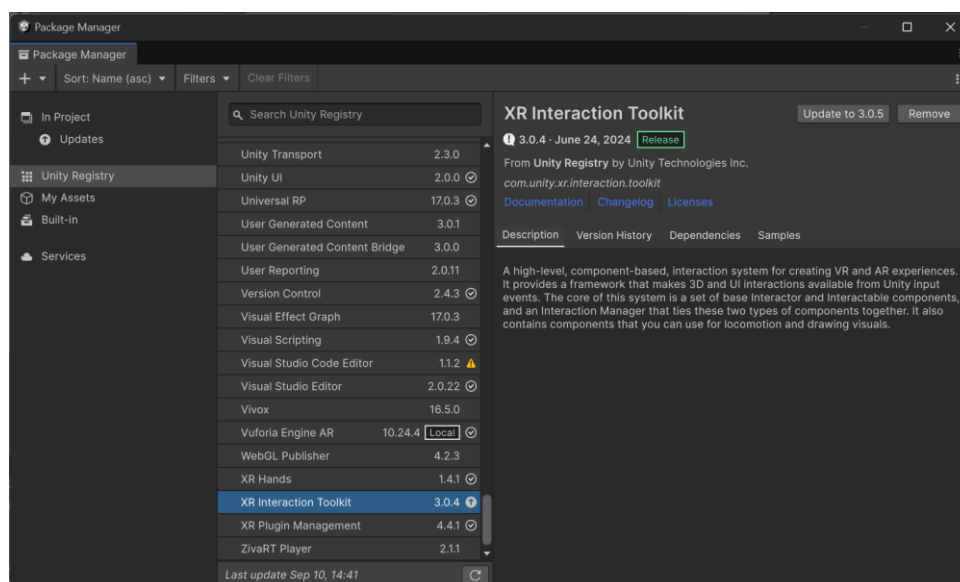 Package Manager
Package Manager
+ Sort: Name (asc) Filters Clear Filters
In Project
Updates
Unity Registry
My Assets
Built-in
Services
Search Unity Registry
Unity Transport 2.3.0
Unity UI 2.0.0
Universal RP 17.0.3
User Generated Content 3.0.1
User Generated Content Bridge 3.0.0
User Reporting 2.0.11
Version Control 2.4.3
Visual Effect Graph 17.0.3
Visual Scripting 1.9.4
Visual Studio Code Editor 1.1.2
Visual Studio Editor 2.0.22
Vivox 16.5.0
Vuforia Engine AR 10.24.4 Local
WebGL Publisher 4.2.3
XR Hands 1.4.1
XR Interaction Toolkit 3.0.4
XR Plugin Management 4.4.1
ZivaRT Player 2.1.1
Last update Sep 10, 14:41
XR Interaction Toolkit Update to 3.0.5 Remove
3.0.4 · June 24, 2024 Release
From Unity Registry by Unity Technologies Inc.
com.unity.xr.interaction.toolkit
Documentation Changelog Licenses
Description Version History Dependencies Samples
A high-level, component-based, interaction system for creating VR and AR experiences.
It provides a framework that makes 3D and UI interactions available from Unity input
events. The core of this system is a set of base Interactor and Interactable components,
and an Interaction Manager that ties these two types of components together. It also
contains components that you can use for locomotion and drawing visuals.